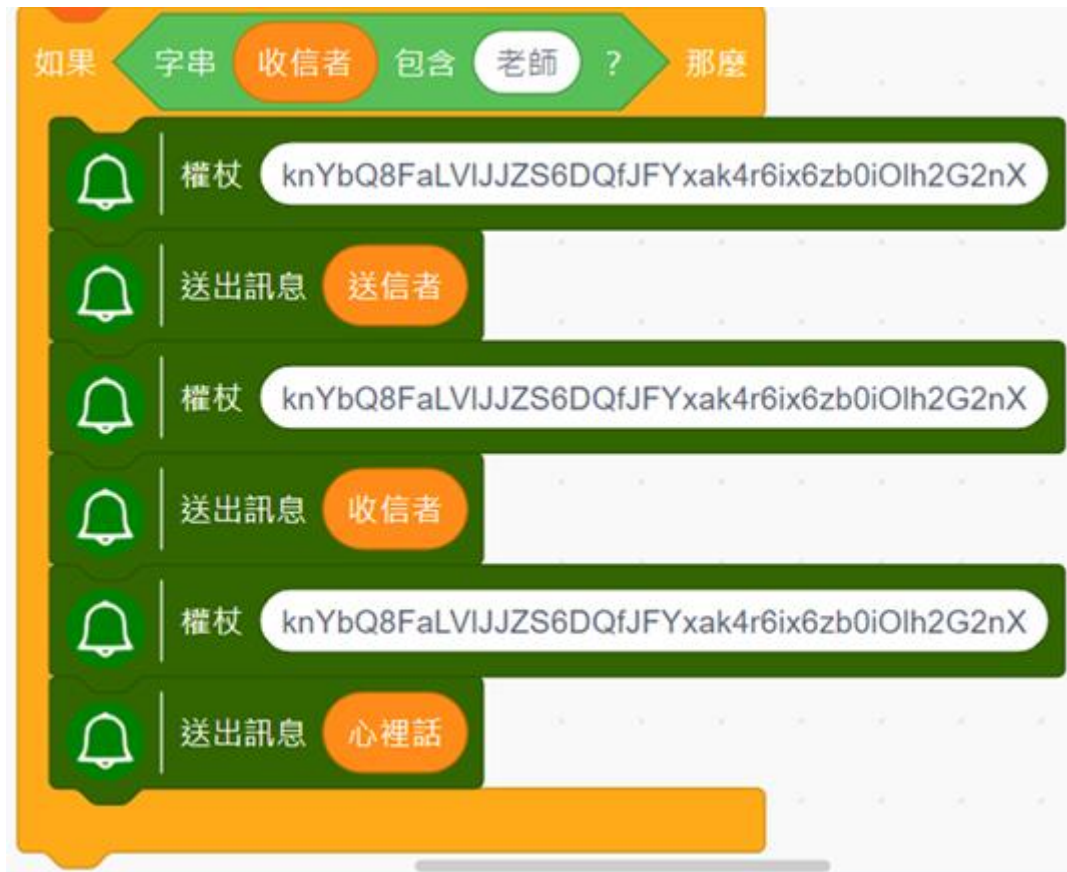 如果 字串 收信者 包含 老師 ? 那麼
權杖 knYbQ8FaLVlJJZS6DQfJFYxak4r6ix6zb0iOlh2G2nX
送出訊息 送信者
權杖 knYbQ8FaLVlJJZS6DQfJFYxak4r6ix6zb0iOlh2G2nX
送出訊息 收信者
權杖 knYbQ8FaLVlJJZS6DQfJFYxak4r6ix6zb0iOlh2G2nX
送出訊息 心裡話